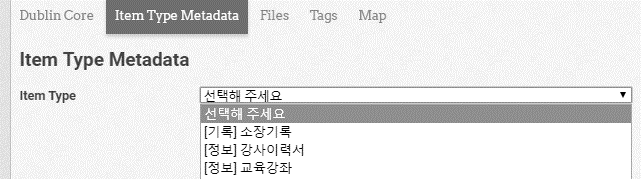 Dublin Core Item Type Metadata Files Tags Map
Item Type Metadata
Item Type 선택해 주세요
선택해 주세요
[기록] 소장기록
[정보] 강사이력서
[정보] 교육강좌